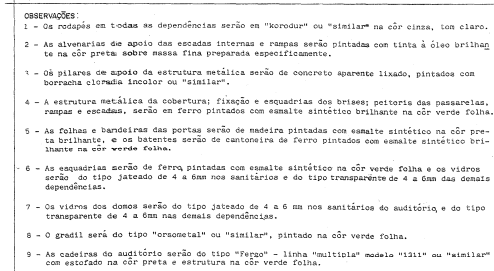 OBSERVAÇÕES:
1 - Os rodapés em todas as dependências serão em "korodur" ou "similar" na côr cinza, tom claro.
2 - As alvenarias de apoio das escadas internas e rampas serão pintadas com tinta à óleo brilhan
te na côr preta sobre massa fina preparada especificamente.
3 - Os pilares de apoio da estrutura metálica serão de concreto aparente lixado, pintados com
borracha cloradia incolor ou "similar".
4 - A estrutura metálica da cobertura; fixação e esquadrias dos brises; peitoris das passarelas,
rampas e escadas, serão em ferro pintados com esmalte sintético brilhante na côr verde folha.
5 - As folhas e bandeiras das portas serão de madeira pintadas com esmalte sintético na côr pre-
ta brilhante, e os batentes serão de cantoneira de ferro pintados com esmalte sintético bri-
lhante na côr verde folha.
6 - As esquadrias serão de ferro, pintadas com esmalte sintético na côr verde folha e os vidros
serão do tipo jateado de 4 a 6mm nos sanitários e do tipo transparente de 4 a 6mm das demais
dependências.
7 - Os vidros dos domos serão do tipo jateado de 4 a 6 mm nos sanitários do auditório, e do tipo
transparente de 4 a 6mm nas demais dependências.
8 - O gradil será do tipo "orsometal" ou "similar", pintado na côr verde folha.
9 - As cadeiras do auditório serão do tipo "Fergo" - linha "multipla" modelo "1311" ou "similar"
com estofado na côr preta e estrutura na côr verde folha.